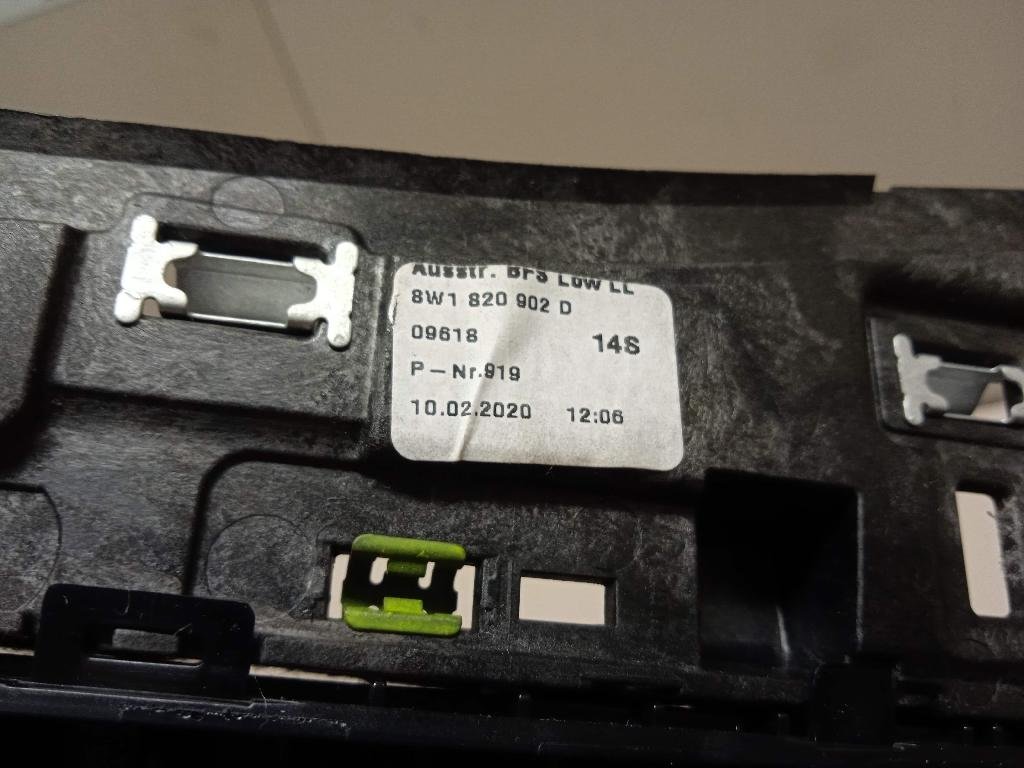 Ausstr. BFS Low LL
8W1 820 902 D
09618 14S
P-Nr.919
10.02.2020 12:06